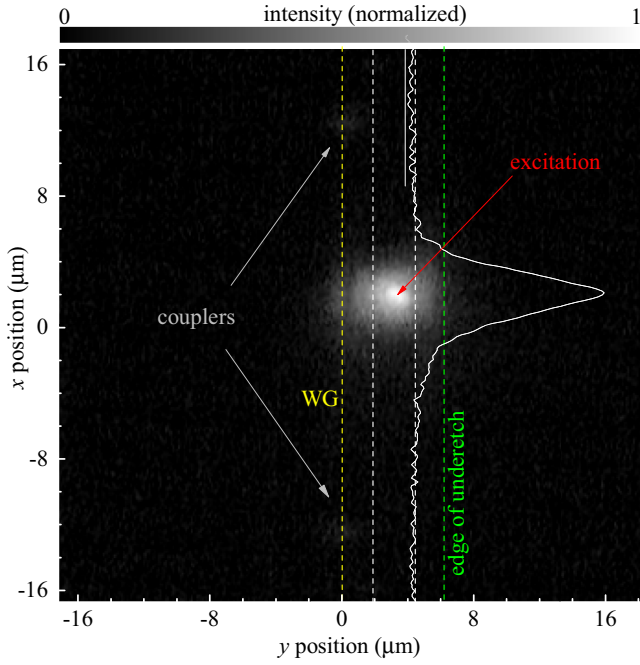 intensity (normalized)
0 1
16
excitation
8
x position (μm)
0
couplers
WG
edge of underetch
-8
-16
-16 -8 0 8 16
y position (μm)